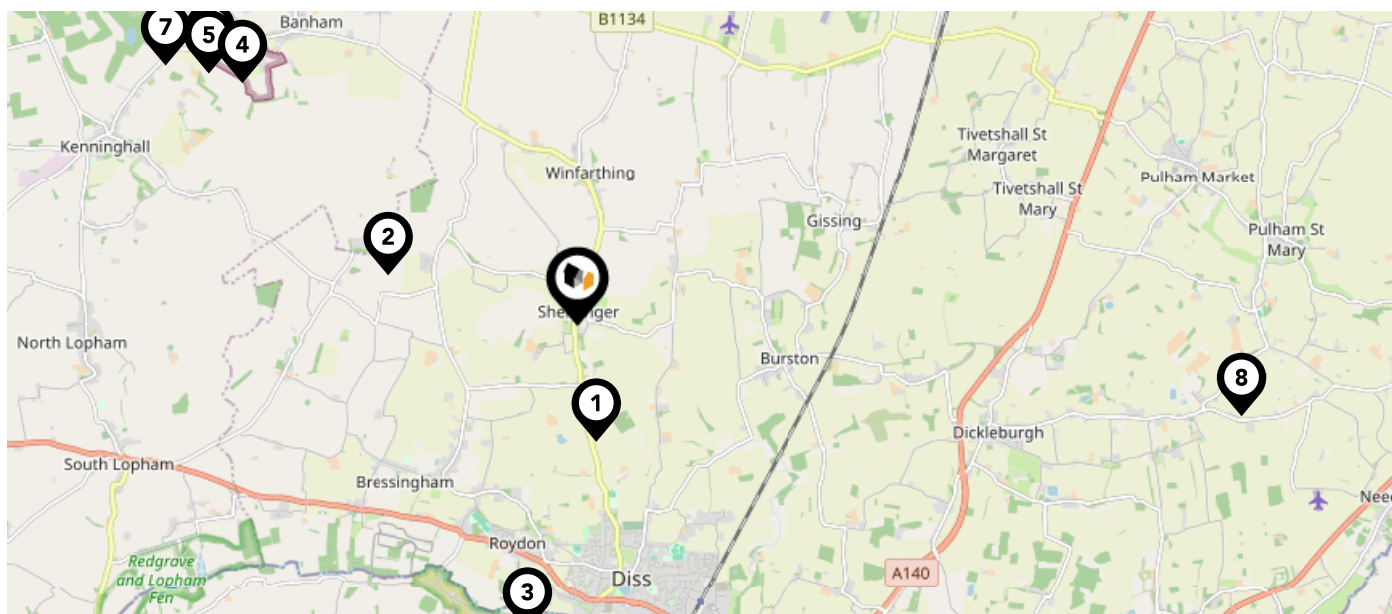 B1134
Banham
7
5
4
Kenninghall
Tivetshall St
Margaret
Winfarthing
Pulham Market
Tivetshall St
Mary
Gissing
Pulham St
Mary
2
North Lopham
Burston
8
1
Dickleburgh
South Lopham
Bressingham
Roydon
Redgrave
and Lopham
Fen
Diss
A140
3